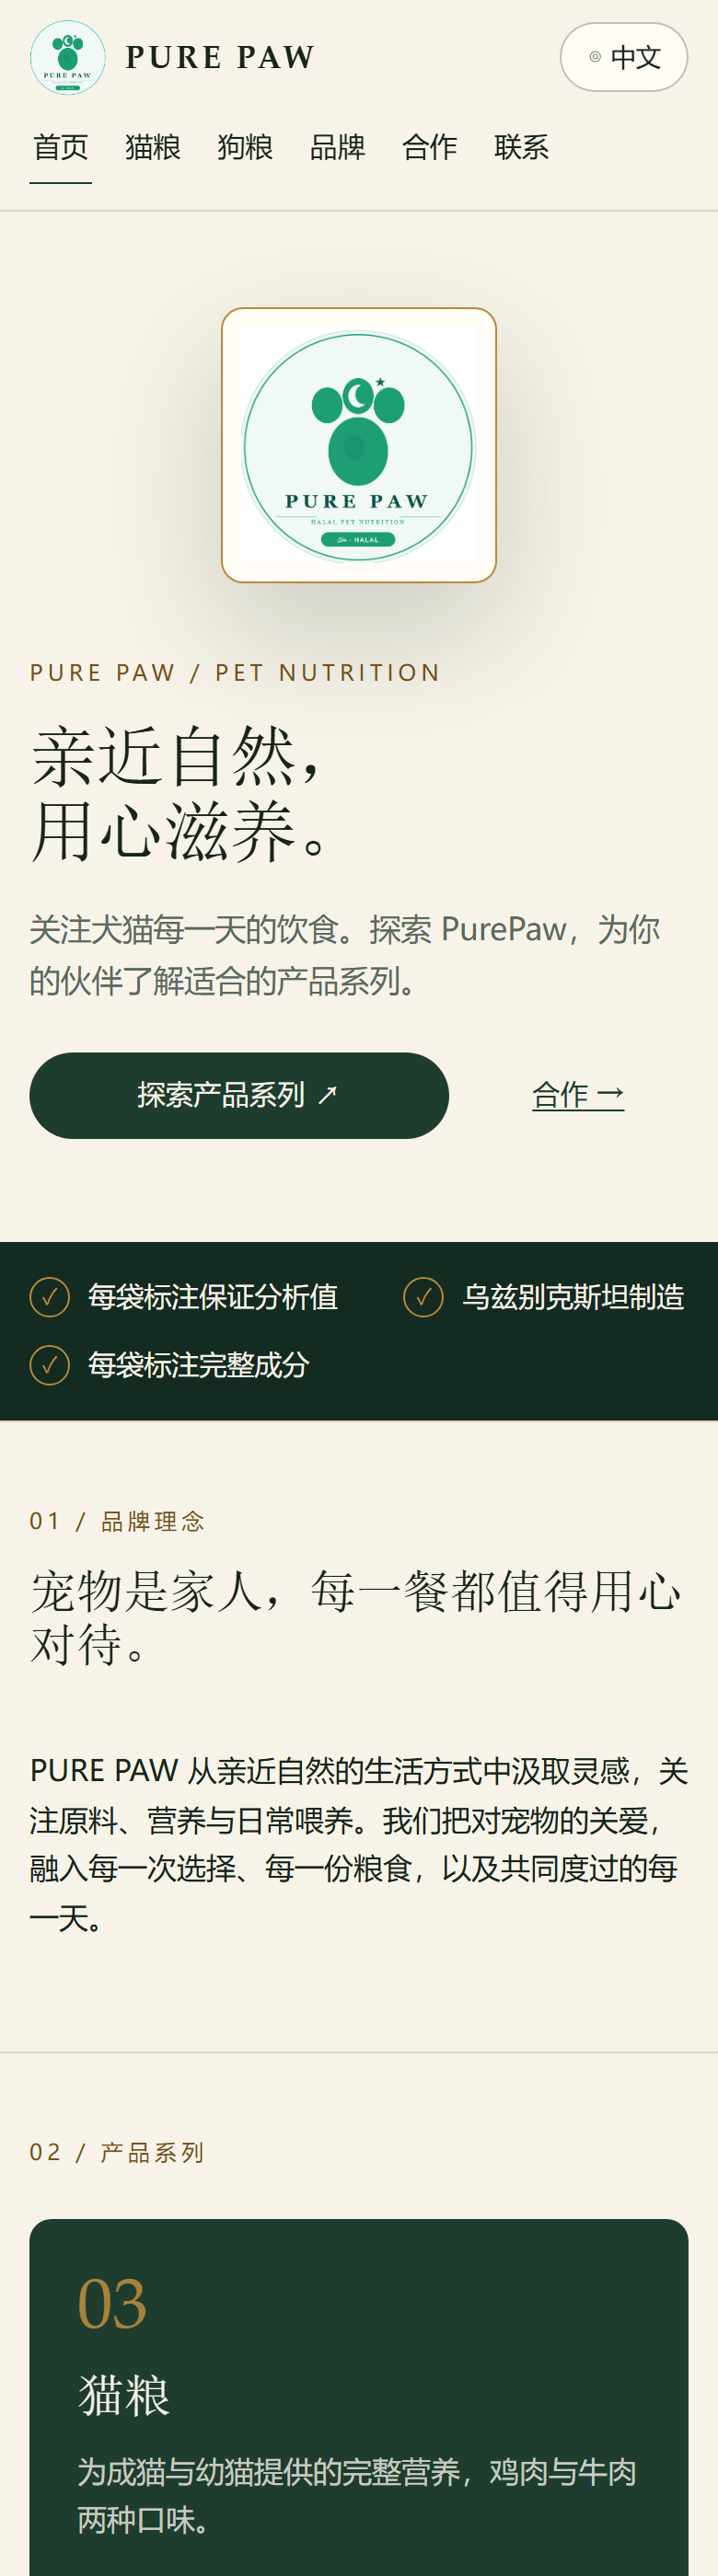 PURE PAW
PURE PAW
中文
首页 猫粮 狗粮 品牌 合作 联系
PURE PAW
HALAL PET NUTRITION
حلال · HALAL
PURE PAW / PET NUTRITION
亲近自然，
用心滋养。
关注犬猫每一天的饮食。探索 PurePaw，为你
的伙伴了解适合的产品系列。
探索产品系列 ↗
合作 →
每袋标注保证分析值
乌兹别克斯坦制造
每袋标注完整成分
01 / 品牌理念
宠物是家人，每一餐都值得用心
对待。
PURE PAW 从亲近自然的生活方式中汲取灵感，关
注原料、营养与日常喂养。我们把对宠物的关爱，
融入每一次选择、每一份粮食，以及共同度过的每
一天。
02 / 产品系列
03
猫粮
为成猫与幼猫提供的完整营养，鸡肉与牛肉
两种口味。